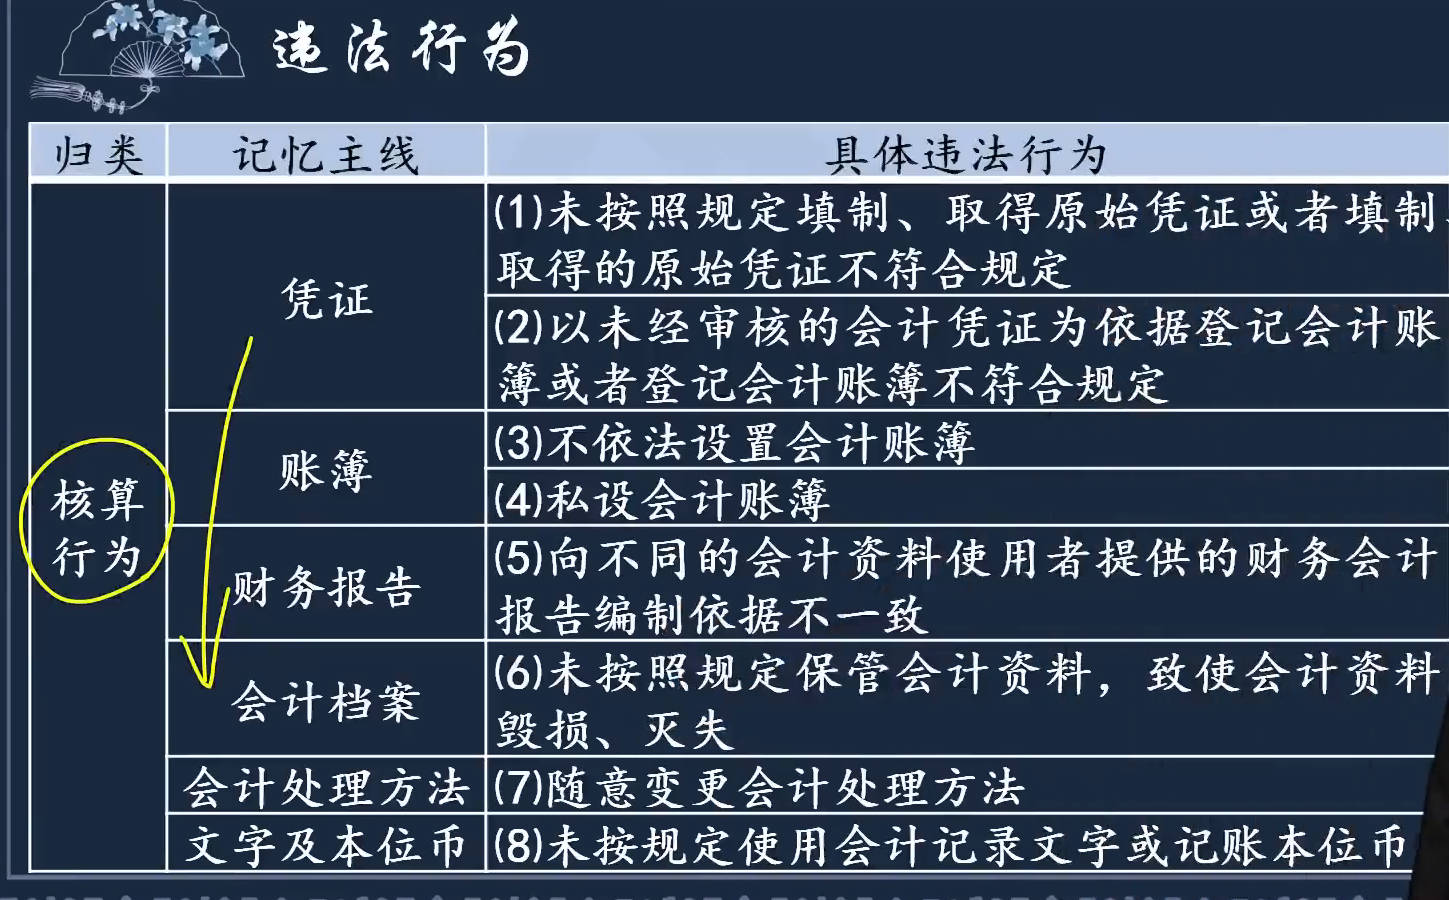 违法行为
归类 记忆主线 具体违法行为
核算
行为
凭证
(1)未按照规定填制、取得原始凭证或者填制、
取得的原始凭证不符合规定
(2)以未经审核的会计凭证为依据登记会计账
簿或者登记会计账簿不符合规定
账簿
(3)不依法设置会计账簿
(4)私设会计账簿
财务报告
(5)向不同的会计资料使用者提供的财务会计
报告编制依据不一致
会计档案
(6)未按照规定保管会计资料，致使会计资料
毁损、灭失
会计处理方法 (7)随意变更会计处理方法
文字及本位币 (8)未按规定使用会计记录文字或记账本位币